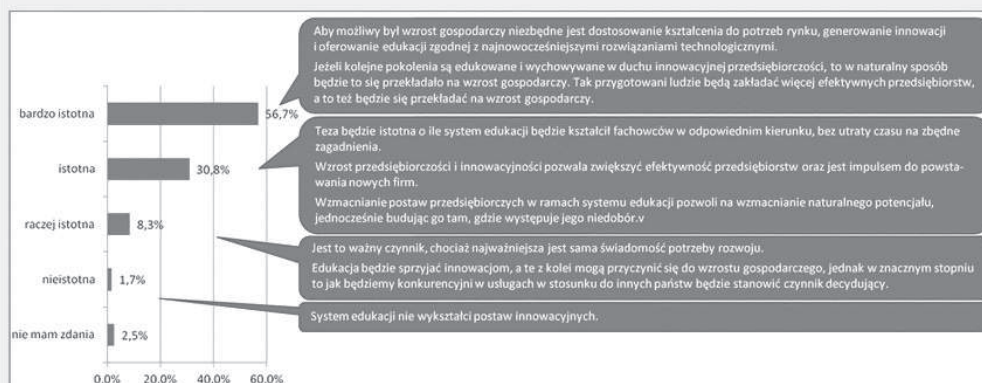 Aby możliwy był wzrost gospodarczy niezbędne jest dostosowanie kształcenia do potrzeb rynku, generowanie innowacji
i oferowanie edukacji zgodnej z najnowocześniejszymi rozwiązaniami technologicznymi.
Jeżeli kolejne pokolenia są edukowane i wychowywane w duchu innowacyjnej przedsiębiorczości, to w naturalny sposób
będzie to się przekładało na wzrost gospodarczy. Tak przygotowani ludzie będą zakładać więcej efektywnych przedsiębiorstw,
a to też będzie się przekładać na wzrost gospodarczy.
bardzo istotna
56,7%
Teza będzie istotna o ile system edukacji będzie kształcił fachowców w odpowiednim kierunku, bez utraty czasu na zbędne
zagadnienia.
Wzrost przedsiębiorczości i innowacyjności pozwala zwiększyć efektywność przedsiębiorstw oraz jest impulsem do powsta-
wania nowych firm.
Wzmacnianie postaw przedsiębiorczych w ramach systemu edukacji pozwoli na wzmacnianie naturalnego potencjału,
jednocześnie budując go tam, gdzie występuje jego niedobór.v
istotna
30,8%
raczej istotna
8,3%
Jest to ważny czynnik, chociaż najważniejsza jest sama świadomość potrzeby rozwoju.
Edukacja będzie sprzyjać innowacjom, a te z kolei mogą przyczynić się do wzrostu gospodarczego, jednak w znacznym stopniu
to jak będziemy konkurencyjni w usługach w stosunku do innych państw będzie stanowić czynnik decydujący.
nieistotna
1,7%
System edukacji nie wykształci postaw innowacyjnych.
nie mam zdania
2,5%
0,0% 20,0% 40,0% 60,0%